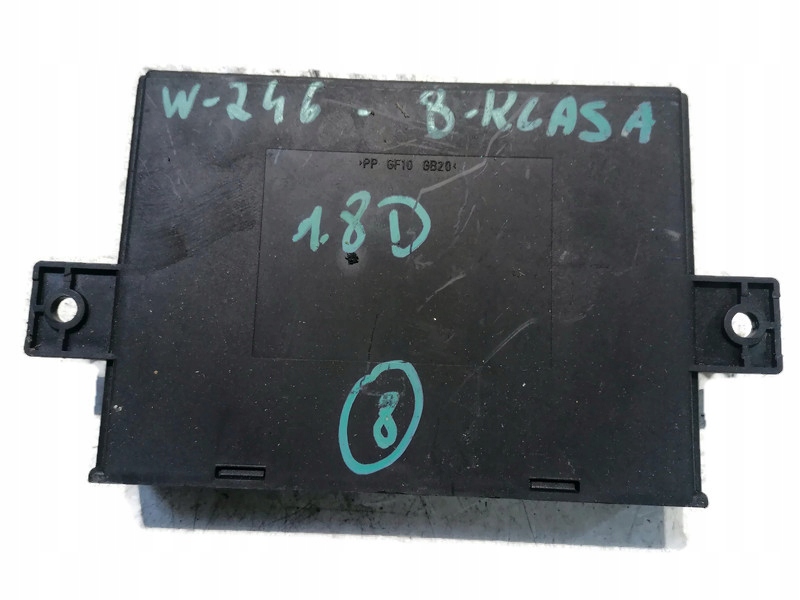 W-246 - B-KLASA
>PP GF10 GB20<
1.8D
8